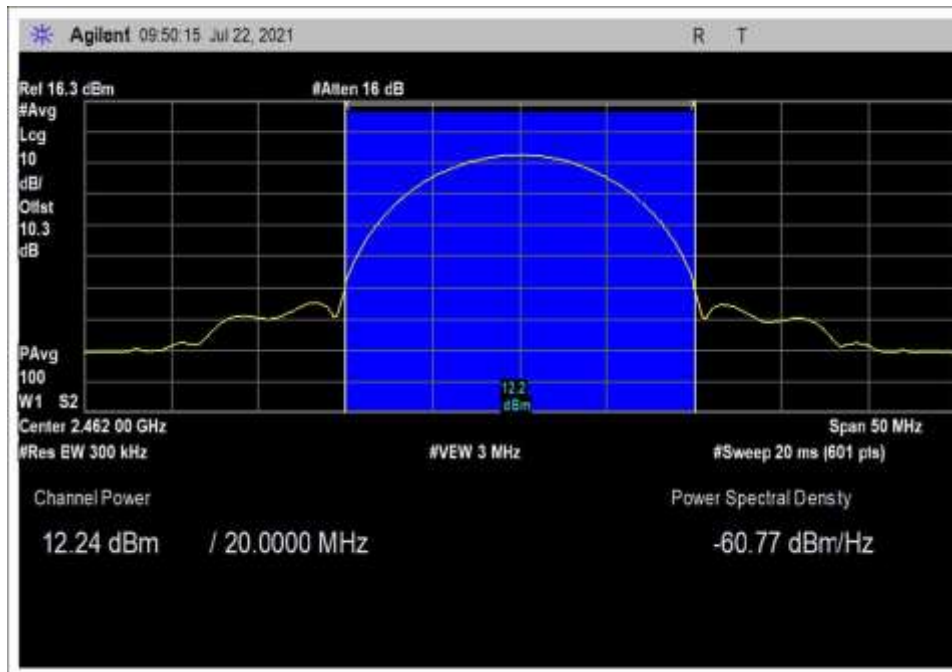 Agilent 09:50:15 Jul 22, 2021 R T
Ref 16.3 dBm #Atten 16 dB
#Avg
Log
10
dB/
Offst
10.3
dB
PAvg
100
W1 S2
12.2
dBm
Center 2.462 00 GHz Span 50 MHz
#Res BW 300 kHz #VBW 3 MHz #Sweep 20 ms (601 pts)
Channel Power Power Spectral Density
12.24 dBm / 20.0000 MHz -60.77 dBm/Hz